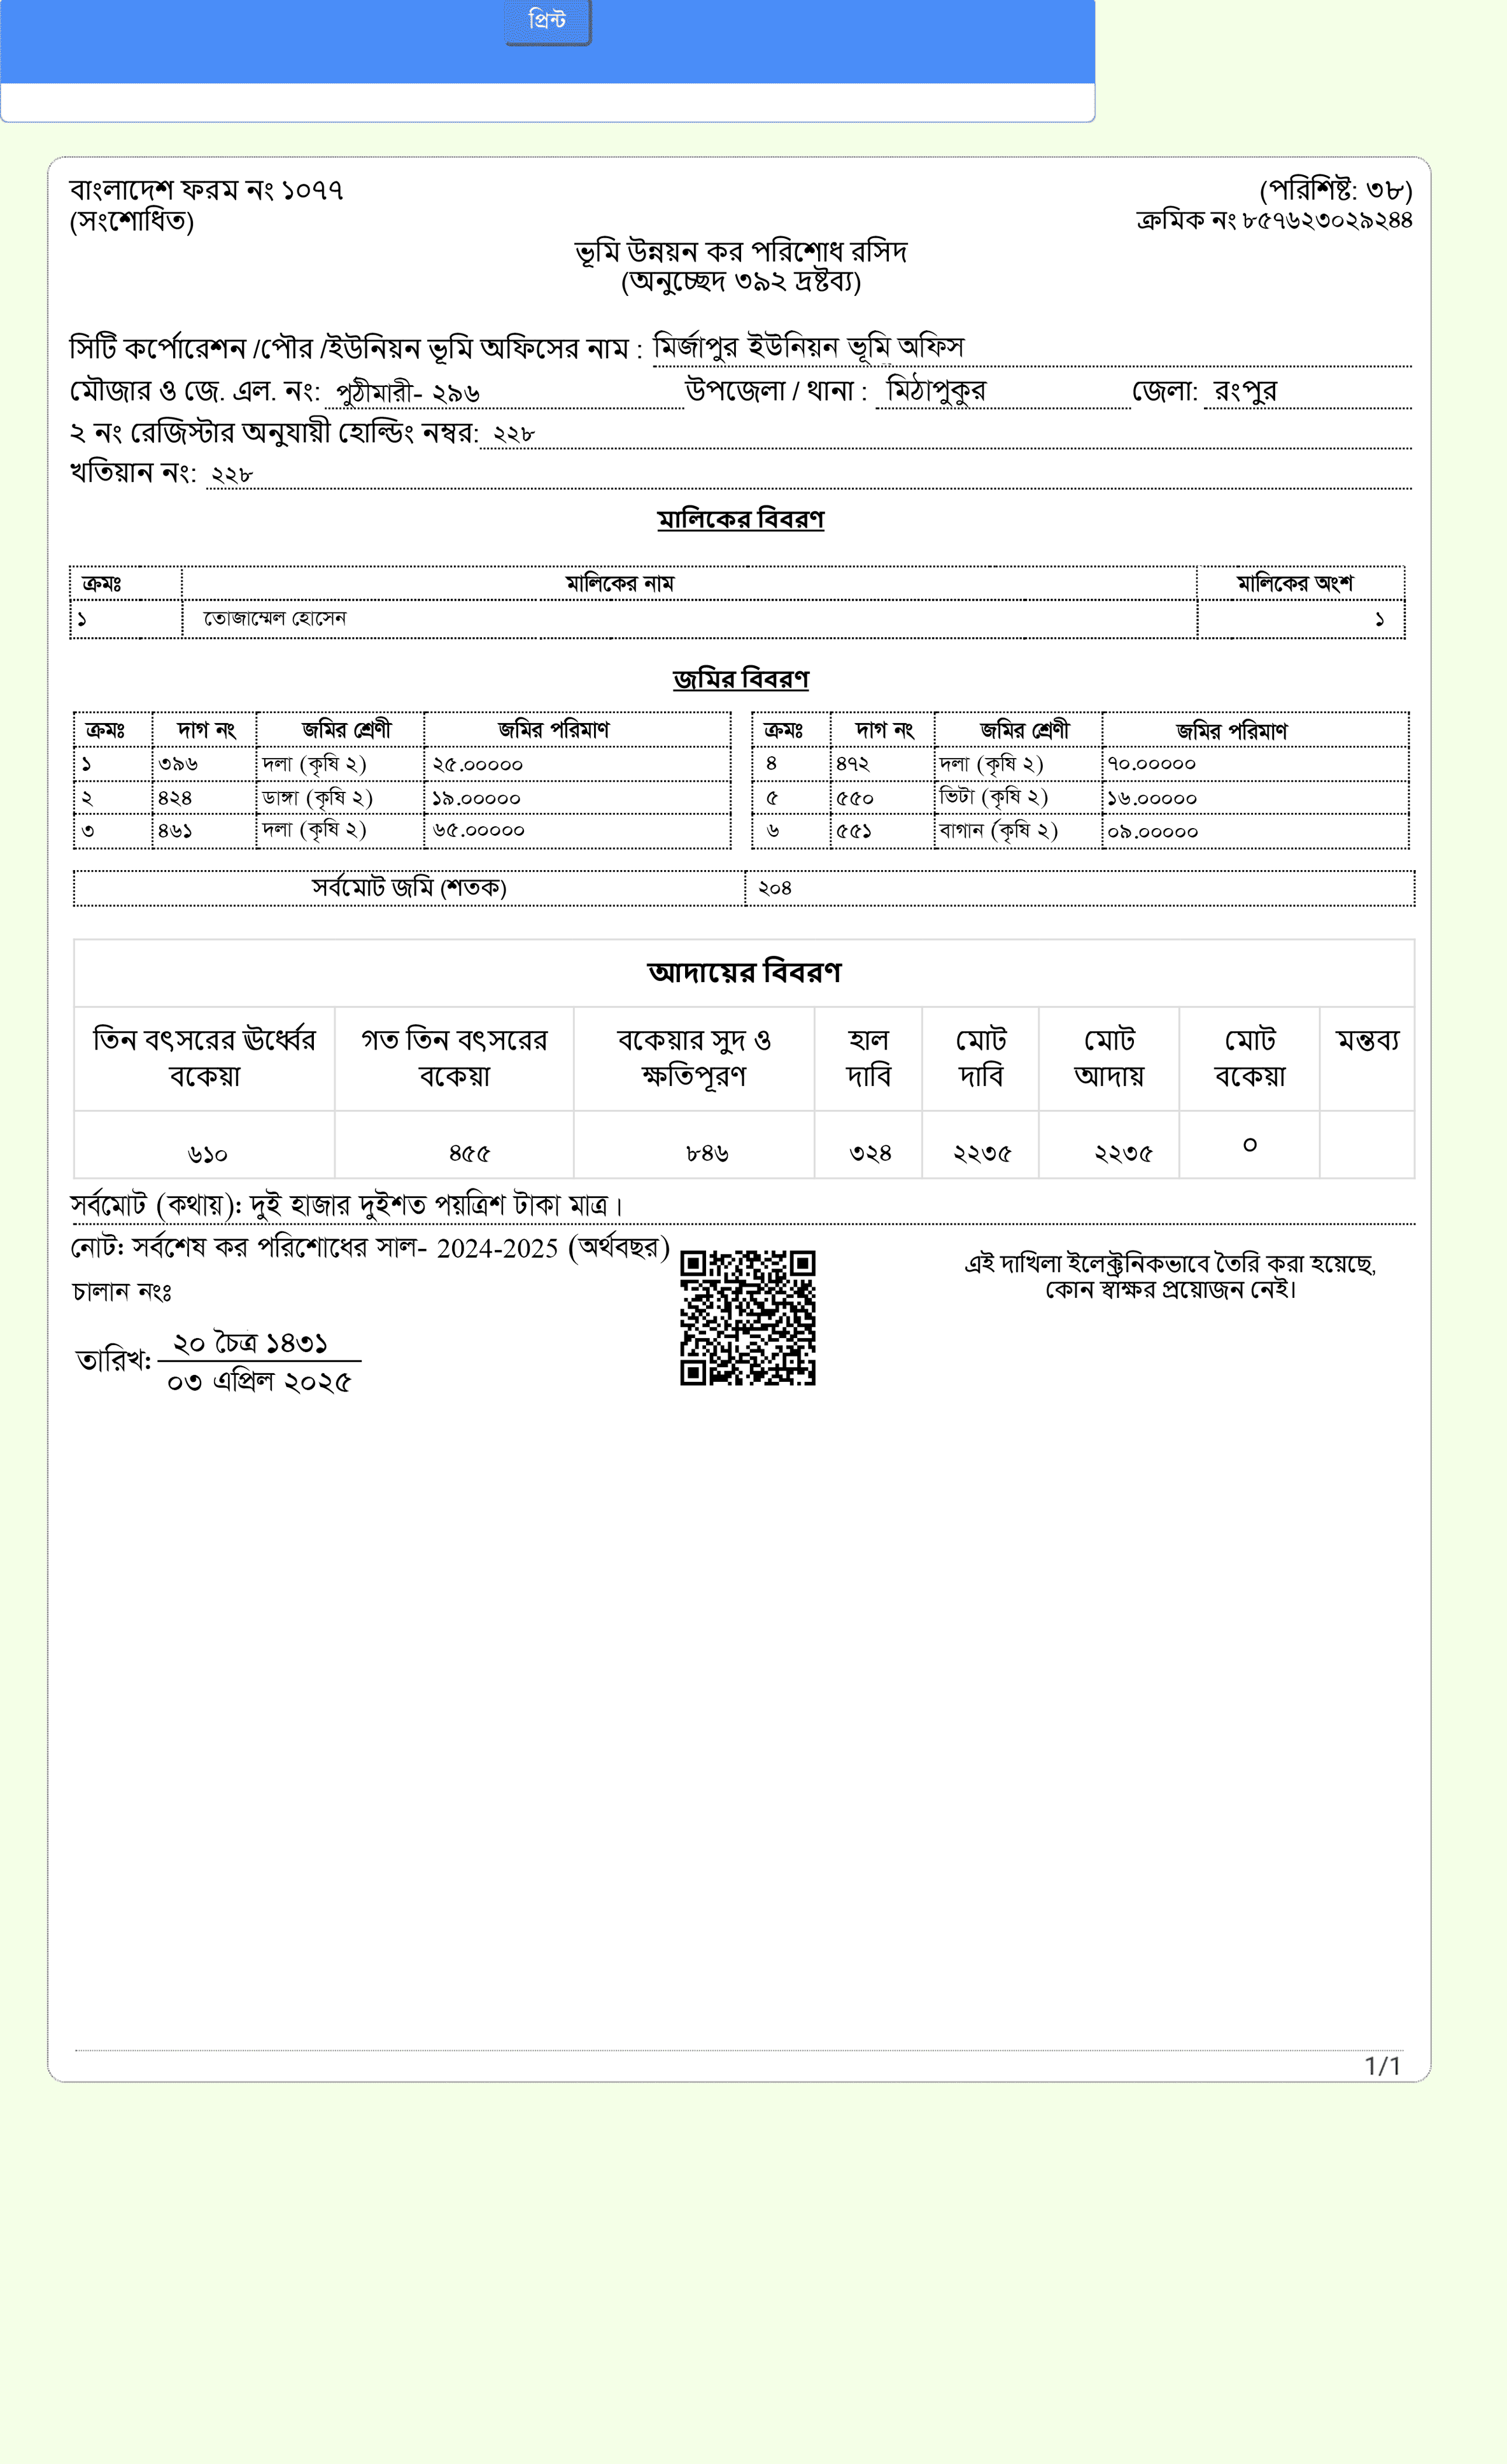 প্রিন্ট
বাংলাদেশ ফরম নং ১০৭৭
(পরিশিষ্ট: ৩৮)
(সংশোধিত)
ক্রমিক নং ৮৫৭৬২৩০২৯২৪৪
ভূমি উন্নয়ন কর পরিশোধ রসিদ
(অনুচ্ছেদ ৩৯২ দ্রষ্টব্য)
সিটি কর্পোরেশন /পৌর /ইউনিয়ন ভূমি অফিসের নাম : মির্জাপুর ইউনিয়ন ভূমি অফিস
মৌজার ও জে. এল. নং: পুঠীমারী- ২৯৬ উপজেলা / থানা : মিঠাপুকুর জেলা: রংপুর
২ নং রেজিস্টার অনুযায়ী হোল্ডিং নম্বর: ২২৮
খতিয়ান নং: ২২৮
মালিকের বিবরণ
ক্রমঃ মালিকের নাম মালিকের অংশ
১ তোজাম্মেল হোসেন ১
জমির বিবরণ
ক্রমঃ দাগ নং জমির শ্রেণী জমির পরিমাণ ক্রমঃ দাগ নং জমির শ্রেণী জমির পরিমাণ
১ ৩৯৬ দলা (কৃষি ২) ২৫.০০০০০ ৪ ৪৭২ দলা (কৃষি ২) ৭০.০০০০০
২ ৪২৪ ডাঙ্গা (কৃষি ২) ১৯.০০০০০ ৫ ৫৫০ ভিটা (কৃষি ২) ১৬.০০০০০
৩ ৪৬১ দলা (কৃষি ২) ৬৫.০০০০০ ৬ ৫৫১ বাগান (কৃষি ২) ০৯.০০০০০
সর্বমোট জমি (শতক) ২০৪
আদায়ের বিবরণ
তিন বৎসরের ঊর্ধ্বের গত তিন বৎসরের বকেয়ার সুদ ও হাল মোট মোট মোট মন্তব্য
বকেয়া বকেয়া ক্ষতিপূরণ দাবি দাবি আদায় বকেয়া
৬১০ ৪৫৫ ৮৪৬ ৩২৪ ২২৩৫ ২২৩৫ ০
সর্বমোট (কথায়): দুই হাজার দুইশত পয়ত্রিশ টাকা মাত্র।
নোট: সর্বশেষ কর পরিশোধের সাল- 2024-2025 (অর্থবছর)
এই দাখিলা ইলেক্ট্রনিকভাবে তৈরি করা হয়েছে,
কোন স্বাক্ষর প্রয়োজন নেই।
চালান নংঃ
তারিখ: ২০ চৈত্র ১৪৩১
০৩ এপ্রিল ২০২৫
1/1